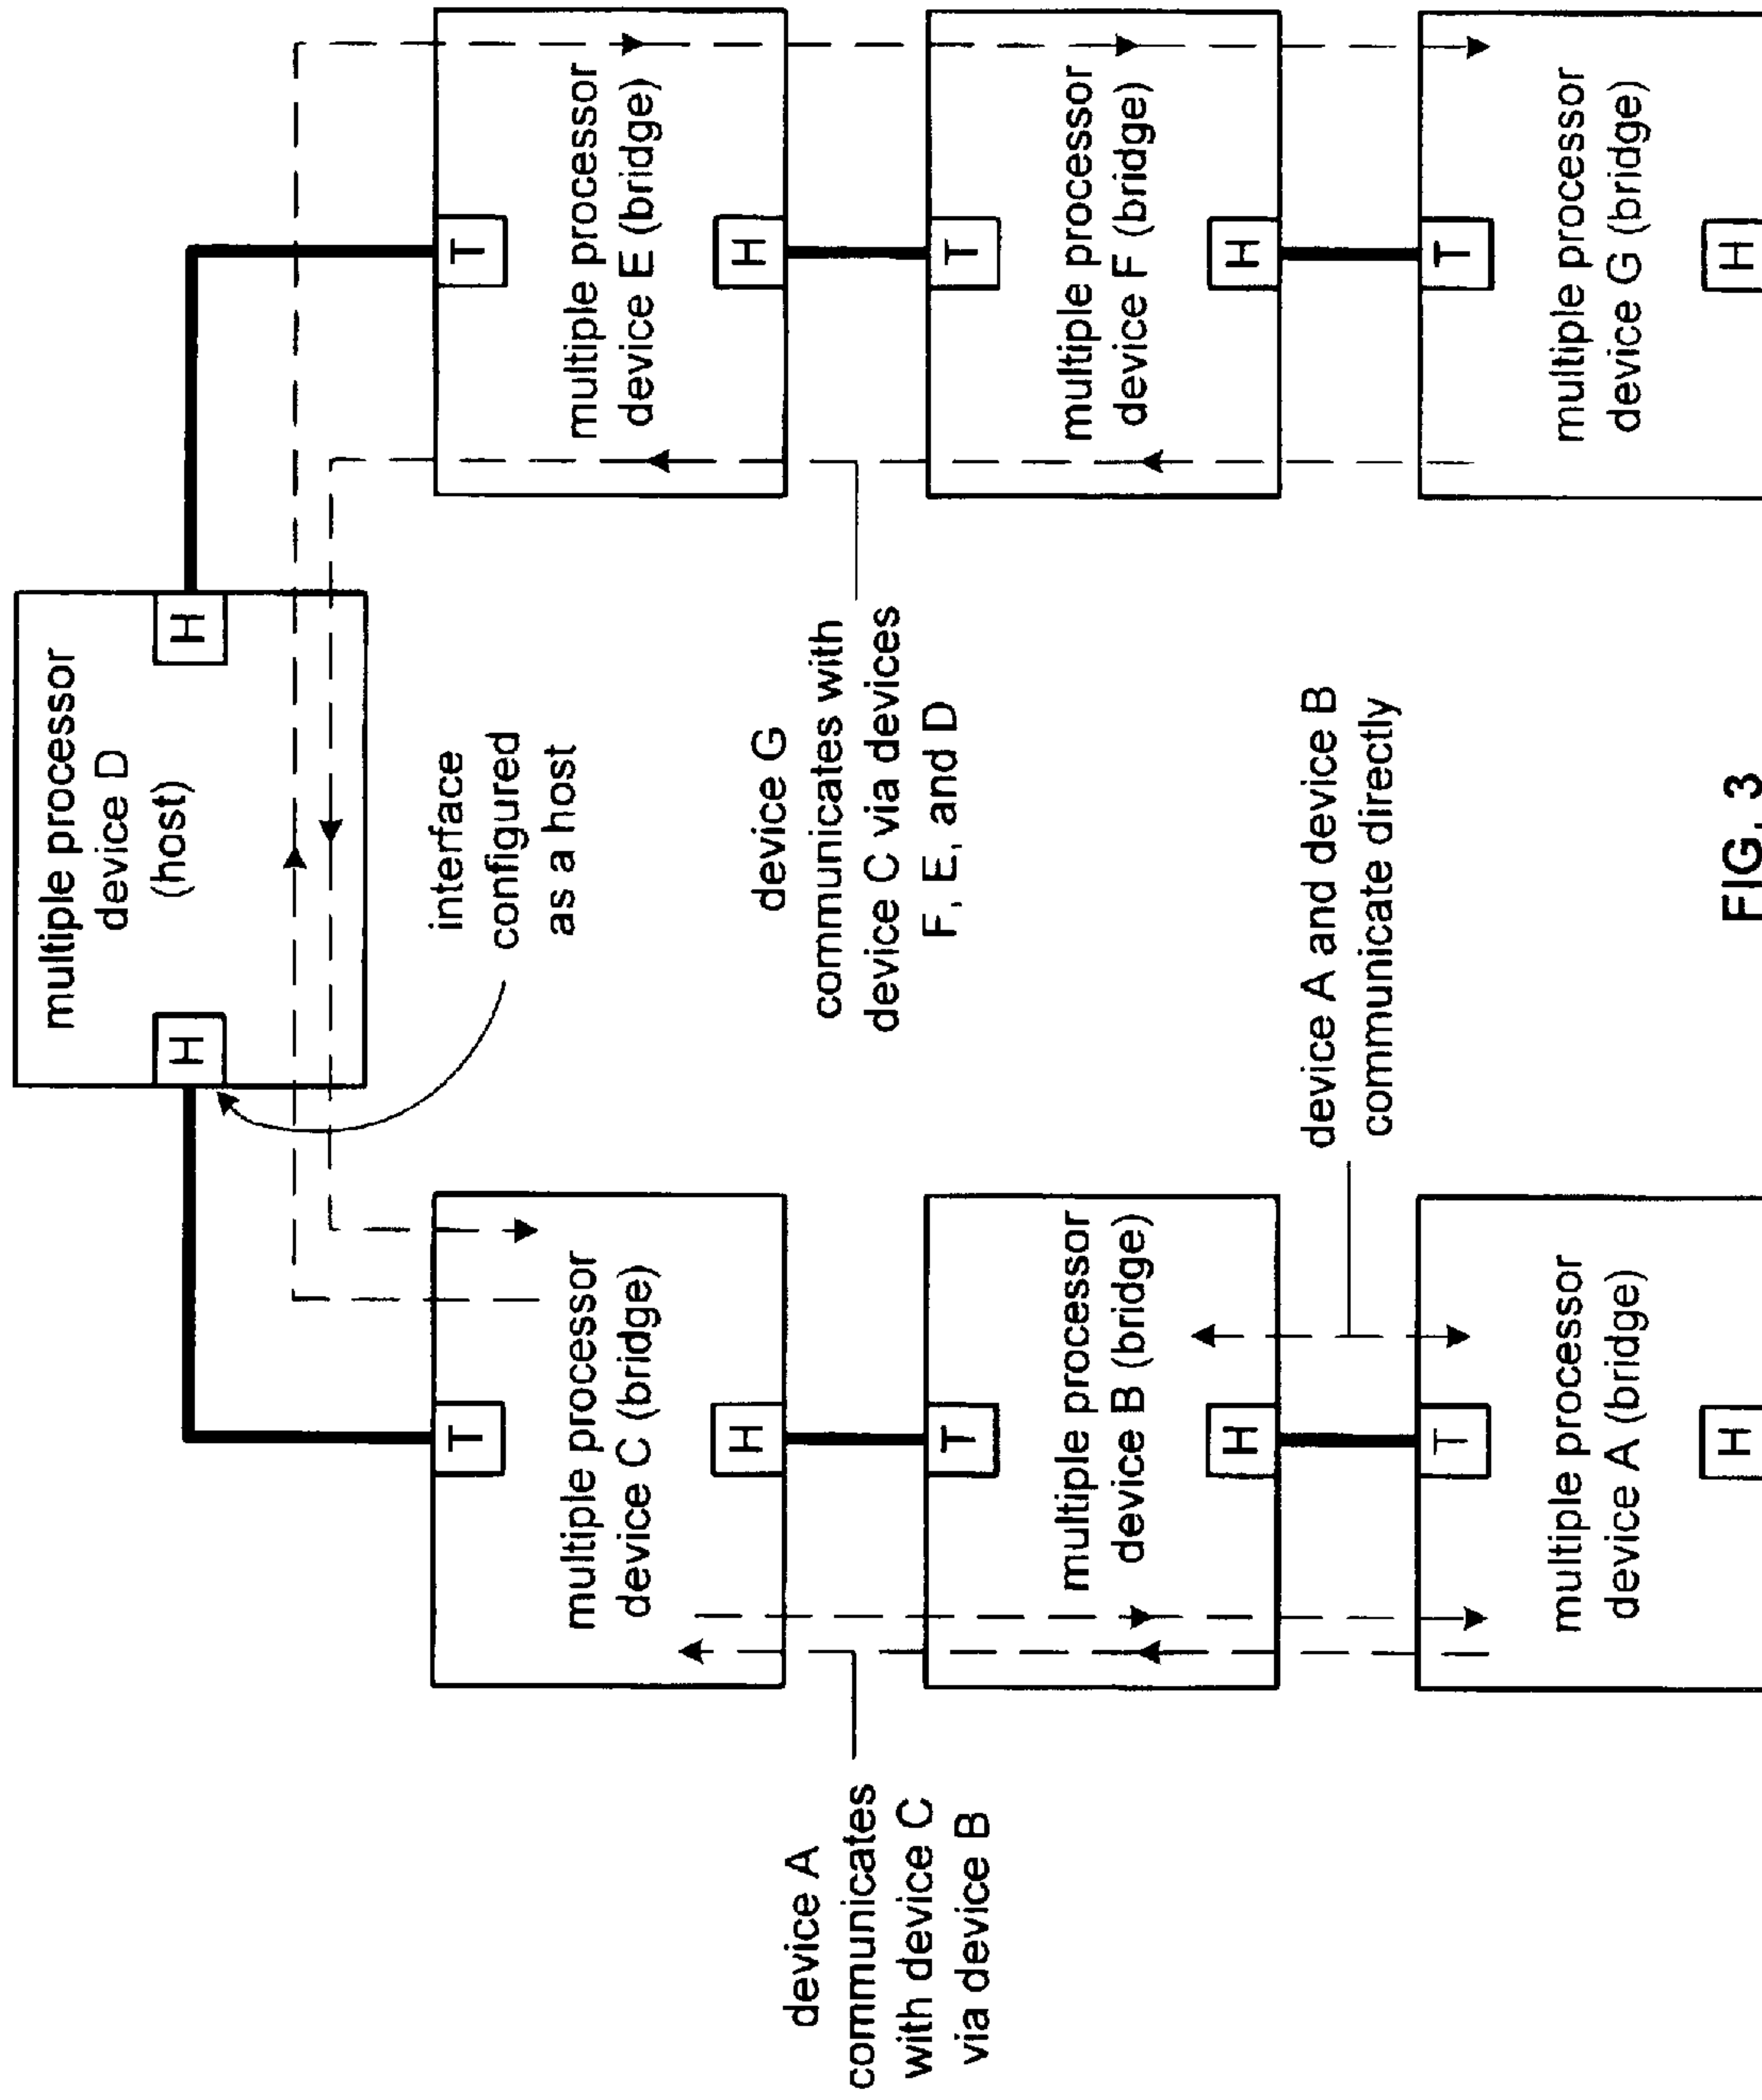 multiple processor
device D
(host)
H
H
interface
configured
as a host
T
multiple processor
device C (bridge)
H
T
multiple processor
device E (bridge)
H
device A
communicates
with device C
via device B
device G
communicates with
device C via devices
F, E, and D
T
multiple processor
device B (bridge)
H
T
multiple processor
device F (bridge)
H
device A and device B
communicate directly
T
multiple processor
device A (bridge)
H
T
multiple processor
device G (bridge)
H
FIG. 3